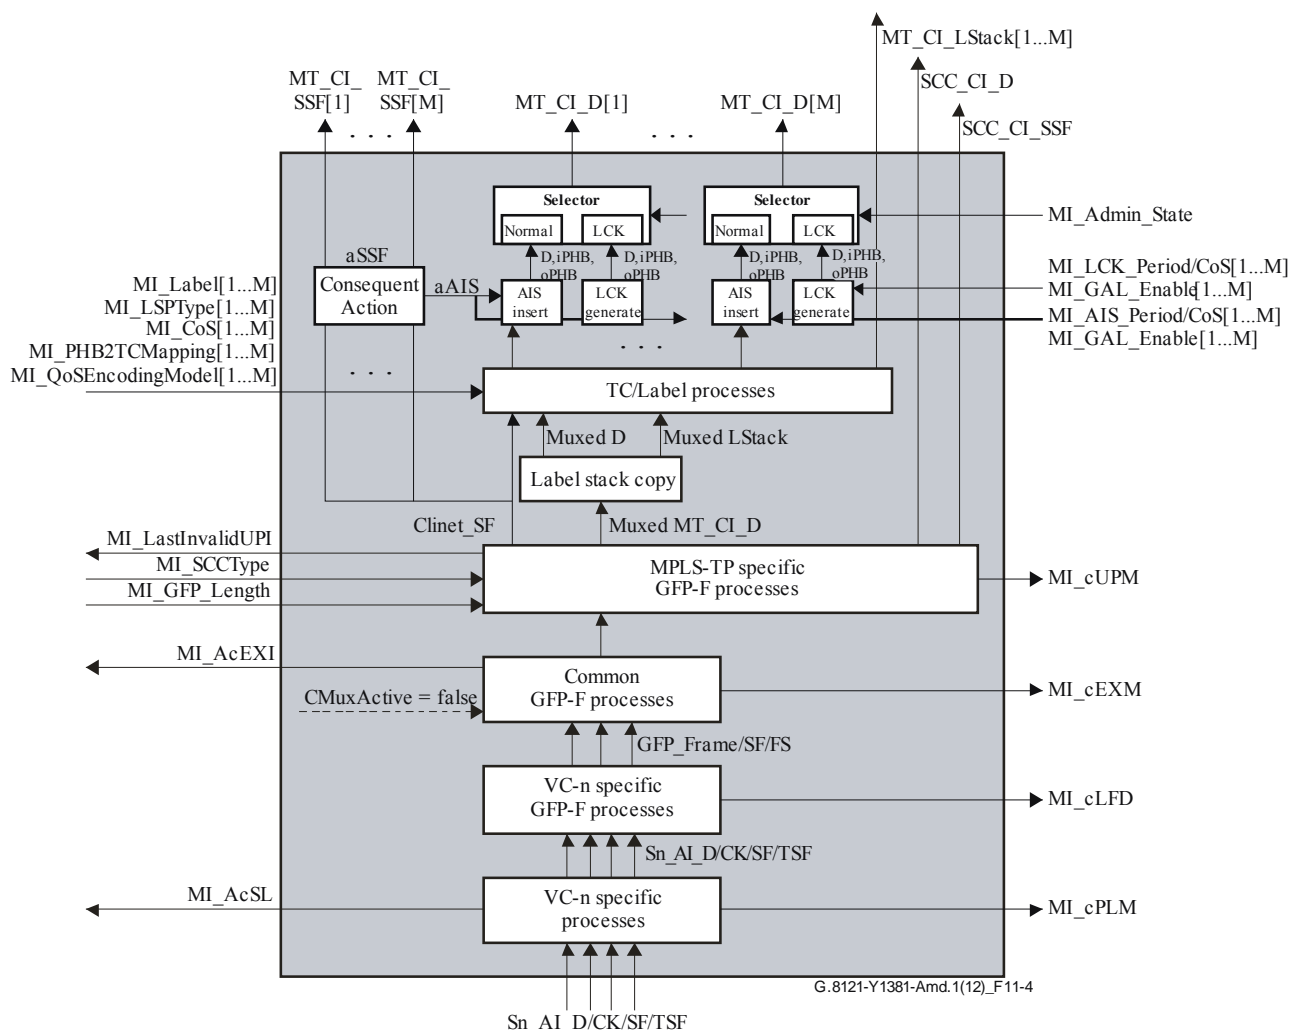 MT_CI_LStack[1...M]
MT_CI_
SSF[1]
MT_CI_
SSF[M]
SCC_CI_D
MT_CI_D[1]
MT_CI_D[M]
. . .
. . .
SCC_CI_SSF
Selector
Normal
LCK
Selector
Normal
LCK
MI_Admin_State
D, iPHB,
oPHB
D, iPHB,
oPHB
D, iPHB,
oPHB
D, iPHB,
oPHB
aSSF
Consequent
Action
aAIS
AIS
insert
LCK
generate
AIS
insert
LCK
generate
MI_Label[1...M]
MI_LSPType[1...M]
MI_CoS[1...M]
MI_PHB2TCMapping[1...M]
MI_QoSEncodingModel[1...M]
MI_LCK_Period/CoS[1...M]
MI_GAL_Enable[1...M]
MI_AIS_Period/CoS[1...M]
MI_GAL_Enable[1...M]
. . .
. . .
TC/Label processes
Muxed D
Muxed LStack
Label stack copy
Clinet_SF
Muxed MT_CI_D
MI_LastInvalidUPI
MI_SCCType
MI_GFP_Length
MPLS-TP specific
GFP-F processes
MI_cUPM
MI_AcEXI
CMuxActive = false
Common
GFP-F processes
MI_cEXM
GFP_Frame/SF/FS
VC-n specific
GFP-F processes
MI_cLFD
Sn_AI_D/CK/SF/TSF
MI_AcSL
VC-n specific
processes
MI_cPLM
G.8121-Y1381-Amd.1(12)_F11-4
Sn_AI_D/CK/SF/TSF